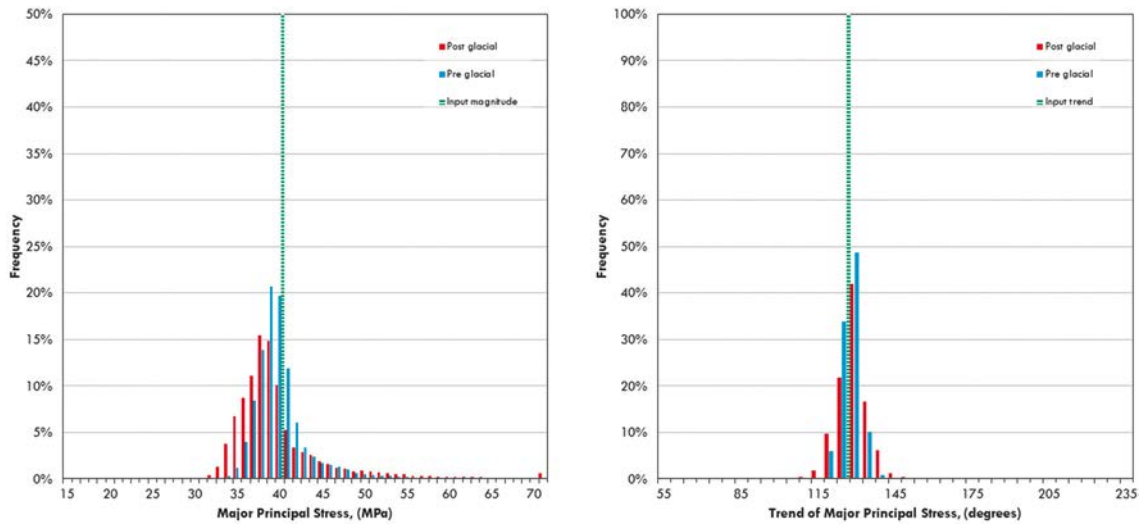 50%
45%
40%
35%
30%
25%
20%
15%
10%
5%
0%
Frequency
Post glacial
Pre glacial
Input magnitude
15 20 25 30 35 40 45 50 55 60 65 70
Major Principal Stress, (MPa)
100%
90%
80%
70%
60%
50%
40%
30%
20%
10%
0%
Frequency
Post glacial
Pre glacial
Input trend
55 85 115 145 175 205 235
Trend of Major Principal Stress, (degrees)